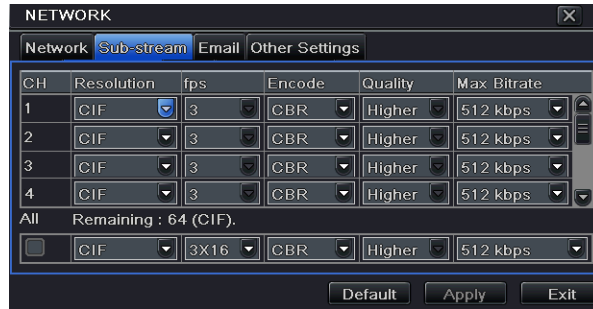 NETWORK
Network Sub-stream Email Other Settings
CH Resolution fps Encode Quality Max Bitrate
1 CIF 3 CBR Higher 512 kbps
2 CIF 3 CBR Higher 512 kbps
3 CIF 3 CBR Higher 512 kbps
4 CIF 3 CBR Higher 512 kbps
All Remaining : 64 (CIF).
CIF 3X16 CBR Higher 512 kbps
Default Apply Exit